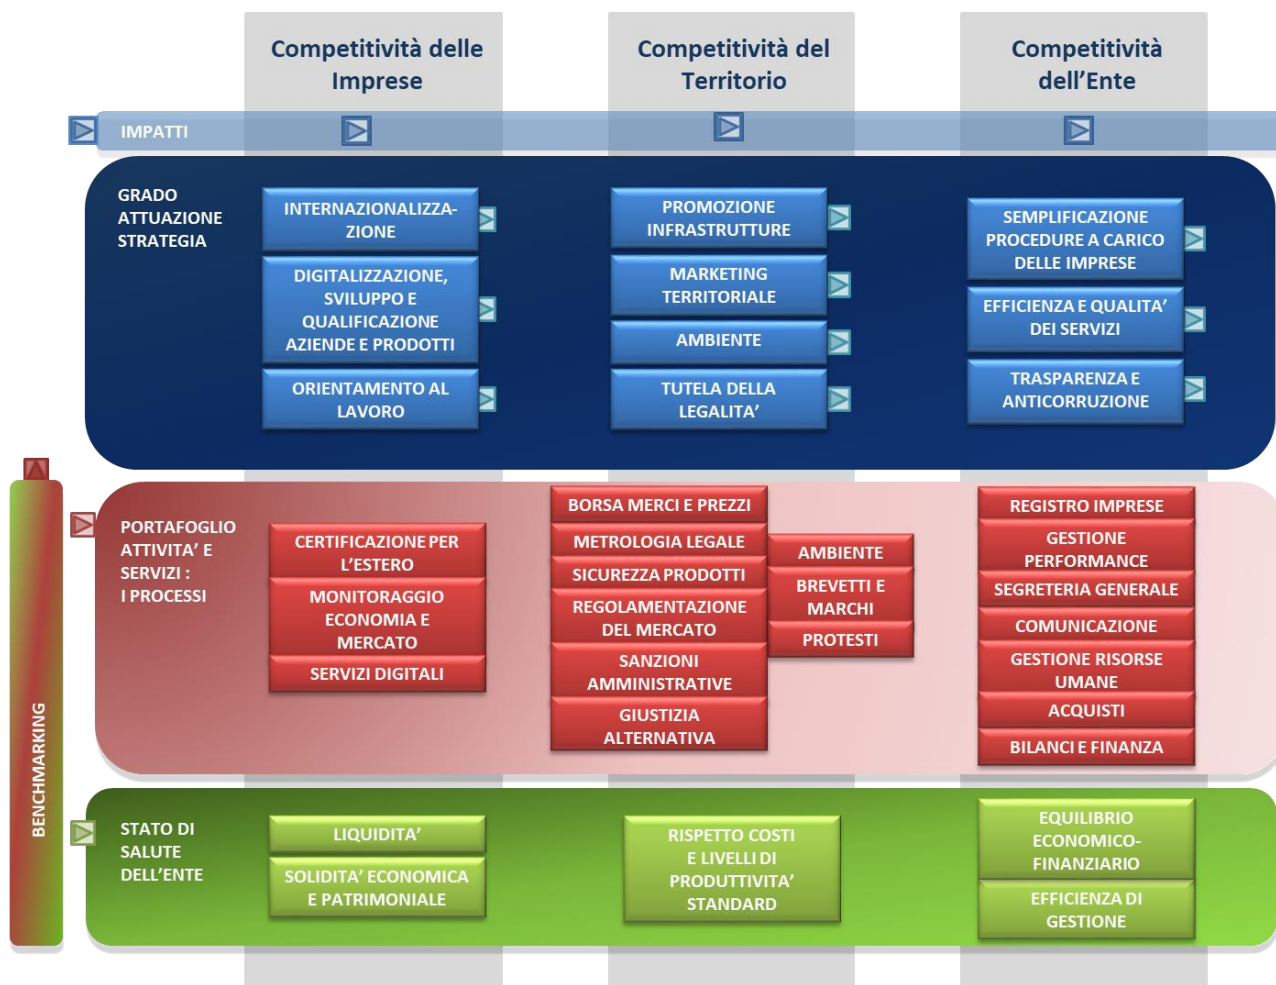 Competitività delle
Imprese
Competitività del
Territorio
Competitività
dell'Ente
IMPATTI
GRADO
ATTUAZIONE
STRATEGIA
INTERNAZIONALIZZA-
ZIONE
DIGITALIZZAZIONE,
SVILUPPO E
QUALIFICAZIONE
AZIENDE E PRODOTTI
ORIENTAMENTO AL
LAVORO
PROMOZIONE
INFRASTRUTTURE
MARKETING
TERRITORIALE
AMBIENTE
TUTELA DELLA
LEGALITA'
SEMPLIFICAZIONE
PROCEDURE A CARICO
DELLE IMPRESE
EFFICIENZA E QUALITA'
DEI SERVIZI
TRASPARENZA E
ANTICORRUZIONE
BENCHMARKING
PORTAFOGLIO
ATTIVITA' E
SERVIZI :
I PROCESSI
CERTIFICAZIONE PER
L'ESTERO
MONITORAGGIO
ECONOMIA E
MERCATO
SERVIZI DIGITALI
BORSA MERCI E PREZZI
METROLOGIA LEGALE
SICUREZZA PRODOTTI
REGOLAMENTAZIONE
DEL MERCATO
SANZIONI
AMMINISTRATIVE
GIUSTIZIA
ALTERNATIVA
AMBIENTE
BREVETTI E
MARCHI
PROTESTI
REGISTRO IMPRESE
GESTIONE
PERFORMANCE
SEGRETERIA GENERALE
COMUNICAZIONE
GESTIONE RISORSE
UMANE
ACQUISTI
BILANCI E FINANZA
STATO DI
SALUTE
DELL'ENTE
LIQUIDITA'
SOLIDITA' ECONOMICA
E PATRIMONIALE
RISPETTO COSTI
E LIVELLI DI
PRODUTTIVITA'
STANDARD
EQUILIBRIO
ECONOMICO-
FINANZIARIO
EFFICIENZA DI
GESTIONE